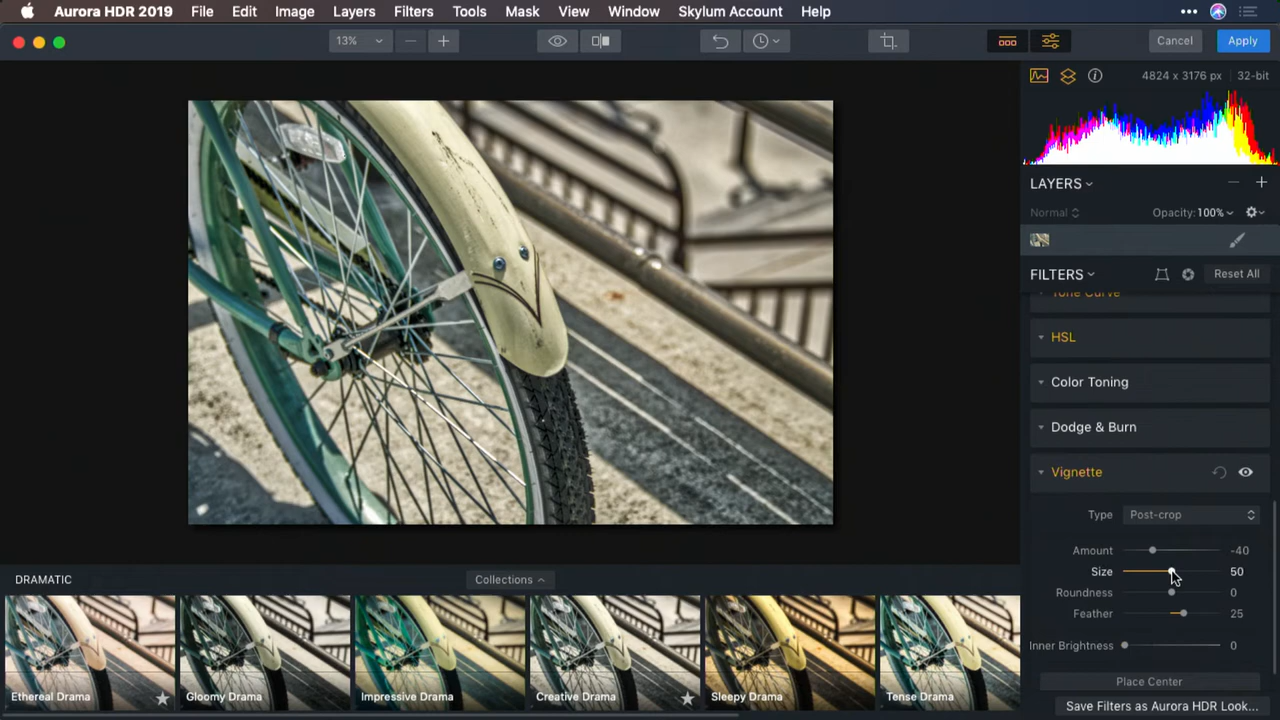 Aurora HDR 2019 File Edit Image Layers Filters Tools Mask View Window Skylum Account Help
13% Cancel Apply
4824 x 3176 px 32-bit
LAYERS
Normal Opacity: 100%
FILTERS Reset All
Tone Curve
HSL
Color Toning
Dodge & Burn
Vignette
Type Post-crop
Amount -40
Size 50
Roundness 0
Feather 25
Inner Brightness 0
Place Center
Save Filters as Aurora HDR Look...
DRAMATIC Collections
Ethereal Drama Gloomy Drama Impressive Drama Creative Drama Sleepy Drama Tense Drama